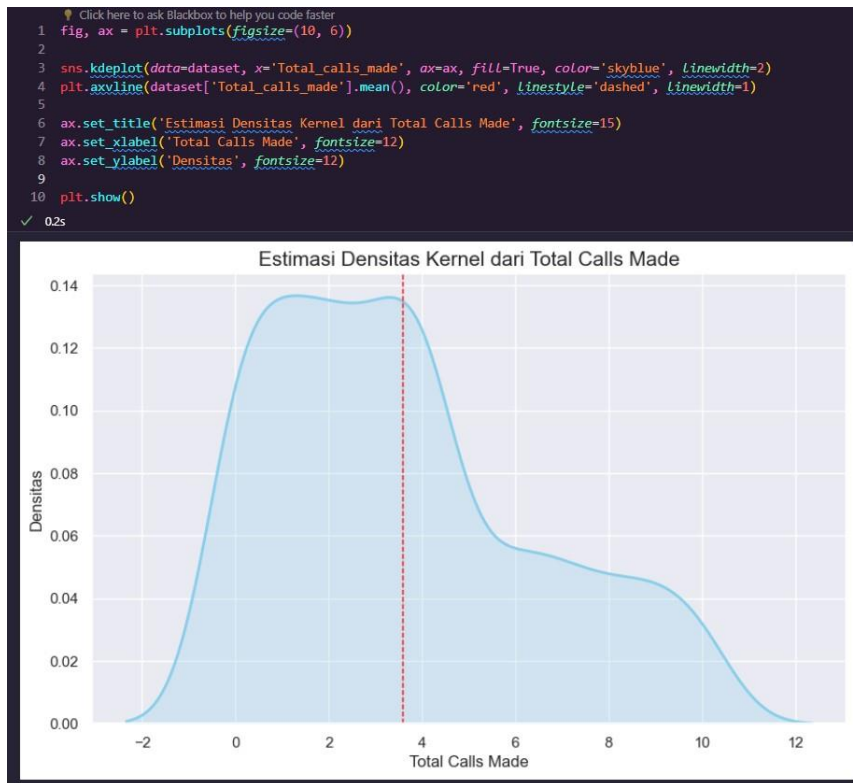 Click here to ask Blackbox to help you code faster
1 fig, ax = plt.subplots(figsize=(10, 6))
2
3 sns.kdeplot(data=dataset, x='Total_calls_made', ax=ax, fill=True, color='skyblue', linewidth=2)
4 plt.axvline(dataset['Total_calls_made'].mean(), color='red', linestyle='dashed', linewidth=1)
5
6 ax.set_title('Estimasi Densitas Kernel dari Total Calls Made', fontsize=15)
7 ax.set_xlabel('Total Calls Made', fontsize=12)
8 ax.set_ylabel('Densitas', fontsize=12)
9
10 plt.show()
✓ 0.2s
Estimasi Densitas Kernel dari Total Calls Made
0.14
0.12
0.10
0.08
0.06
0.04
0.02
0.00
Densitas
−2 0 2 4 6 8 10 12
Total Calls Made